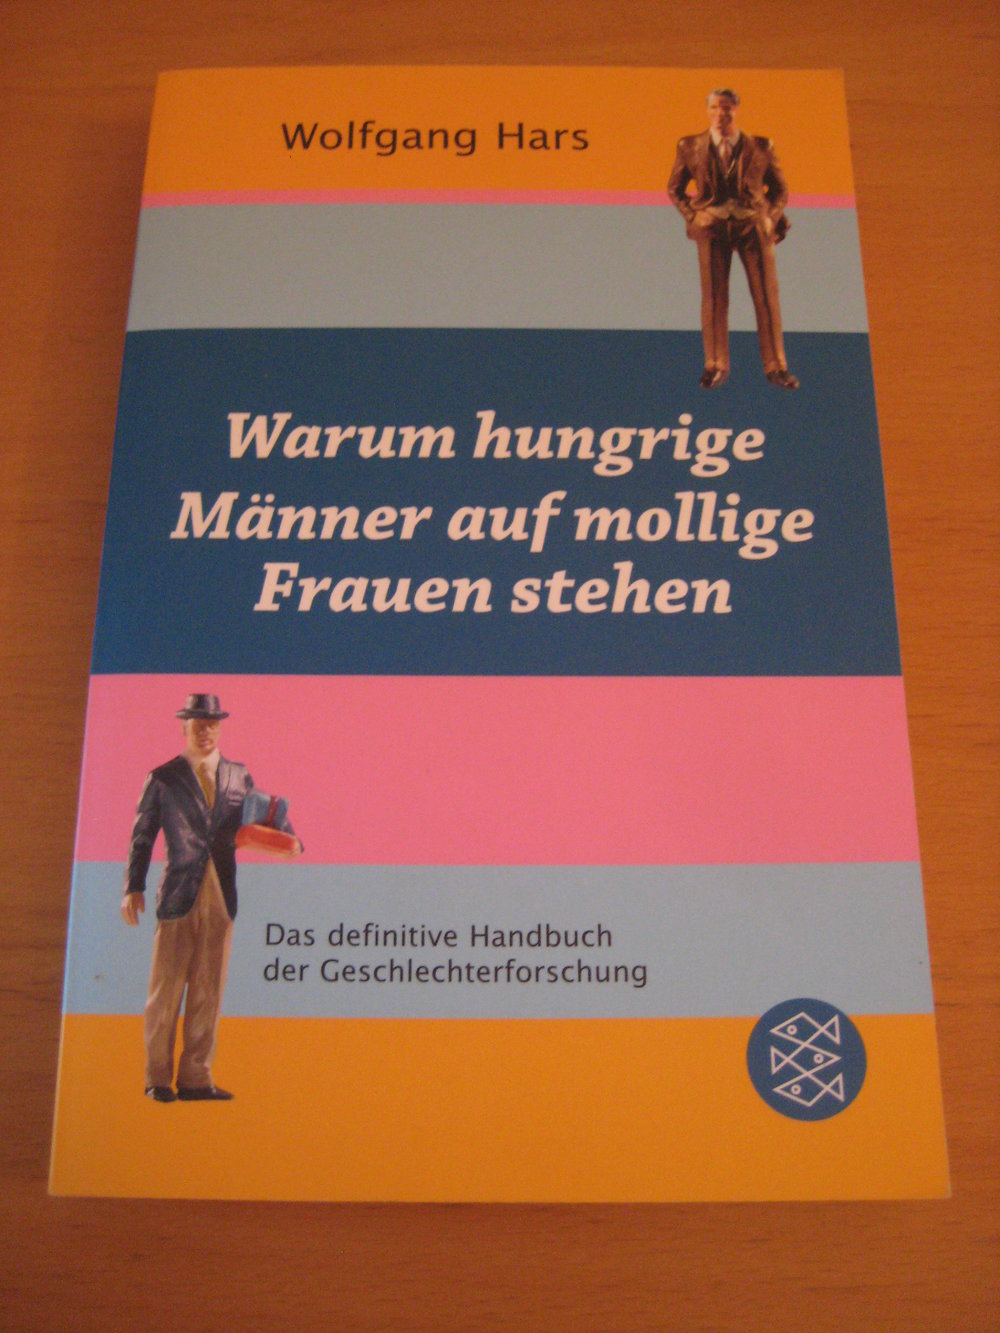 Wolfgang Hars
Warum hungrige
Männer auf mollige
Frauen stehen
Das definitive Handbuch
der Geschlechterforschung